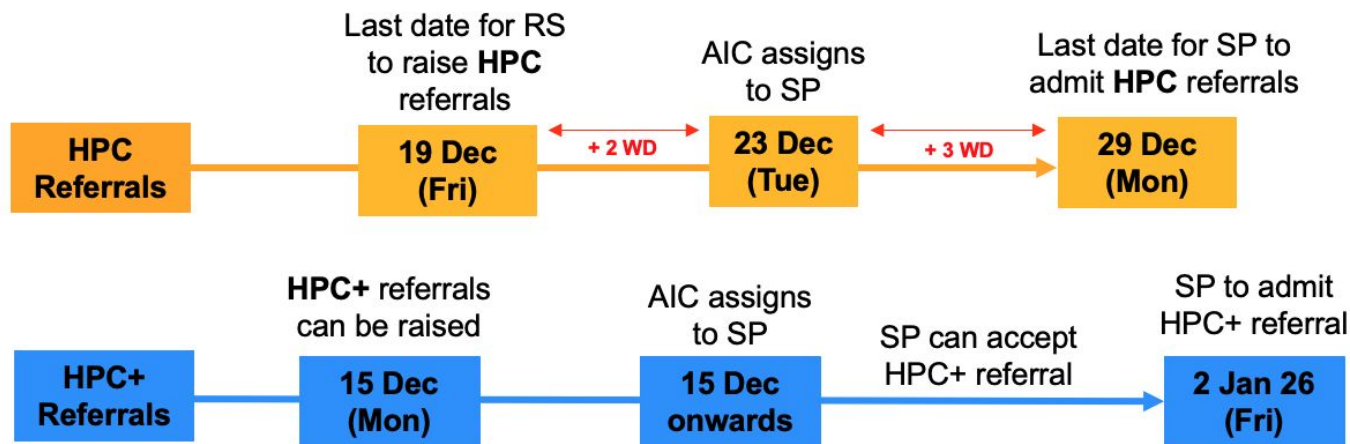 Last date for RS
to raise HPC
referrals
AIC assigns
to SP
Last date for SP to
admit HPC referrals
HPC
Referrals
19 Dec
(Fri)
+ 2 WD
23 Dec
(Tue)
+ 3 WD
29 Dec
(Mon)
HPC+ referrals
can be raised
AIC assigns
to SP
SP can accept
HPC+ referral
SP to admit
HPC+ referral
HPC+
Referrals
15 Dec
(Mon)
15 Dec
onwards
2 Jan 26
(Fri)